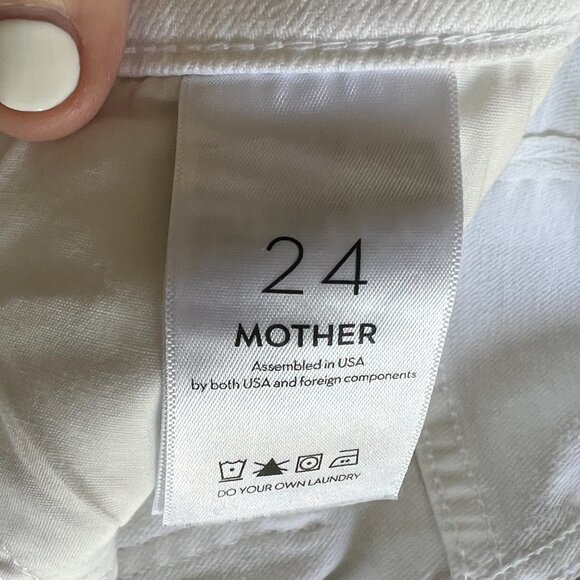 24
MOTHER
Assembled in USA
by both USA and foreign components
DO YOUR OWN LAUNDRY